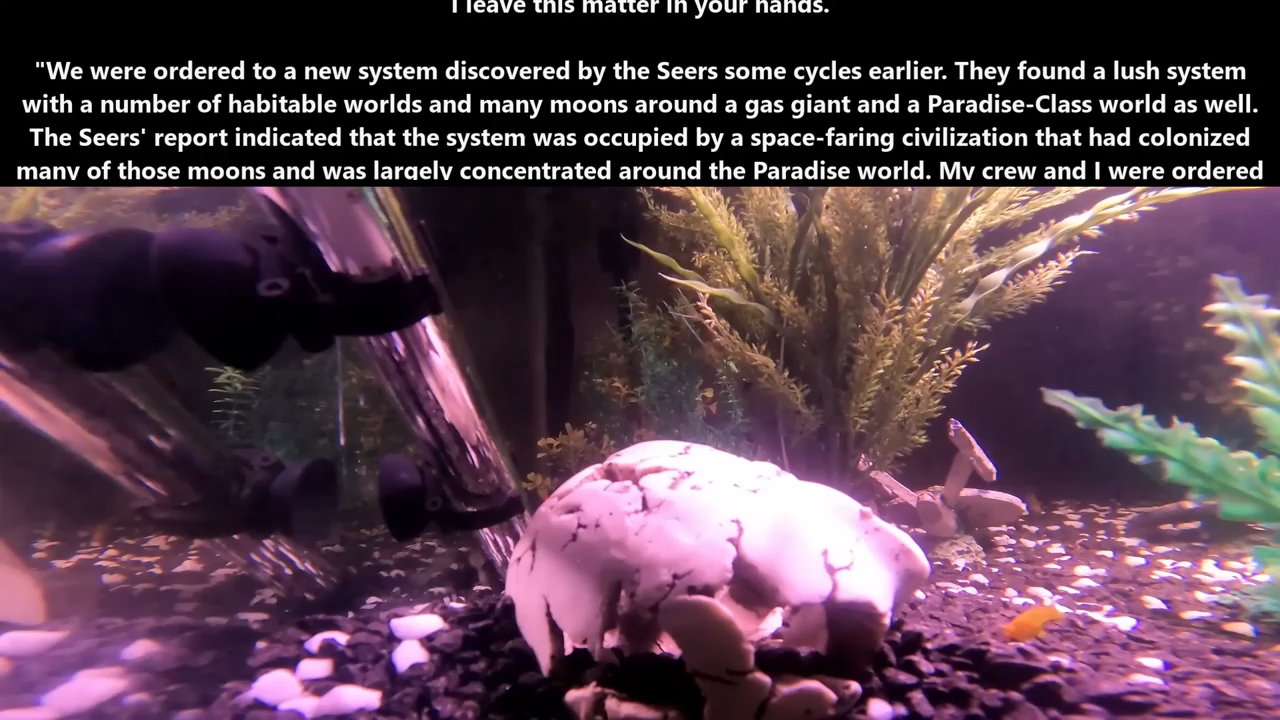 I leave this matter in your hands.
"We were ordered to a new system discovered by the Seers some cycles earlier. They found a lush system
with a number of habitable worlds and many moons around a gas giant and a Paradise-Class world as well.
The Seers' report indicated that the system was occupied by a space-faring civilization that had colonized
many of those moons and was largely concentrated around the Paradise world. My crew and I were ordered